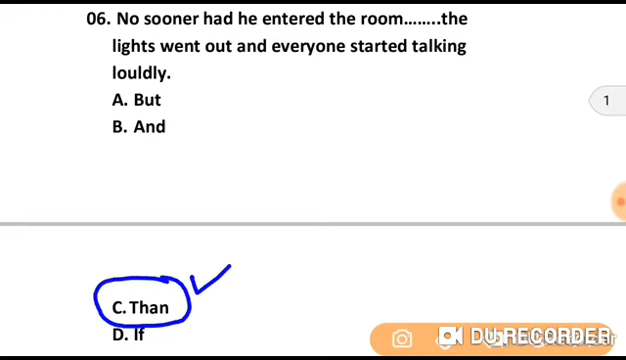 06. No sooner had he entered the room……..the
lights went out and everyone started talking
louldly.
A. But
B. And
1
C. Than
D. If
DU RECORDER